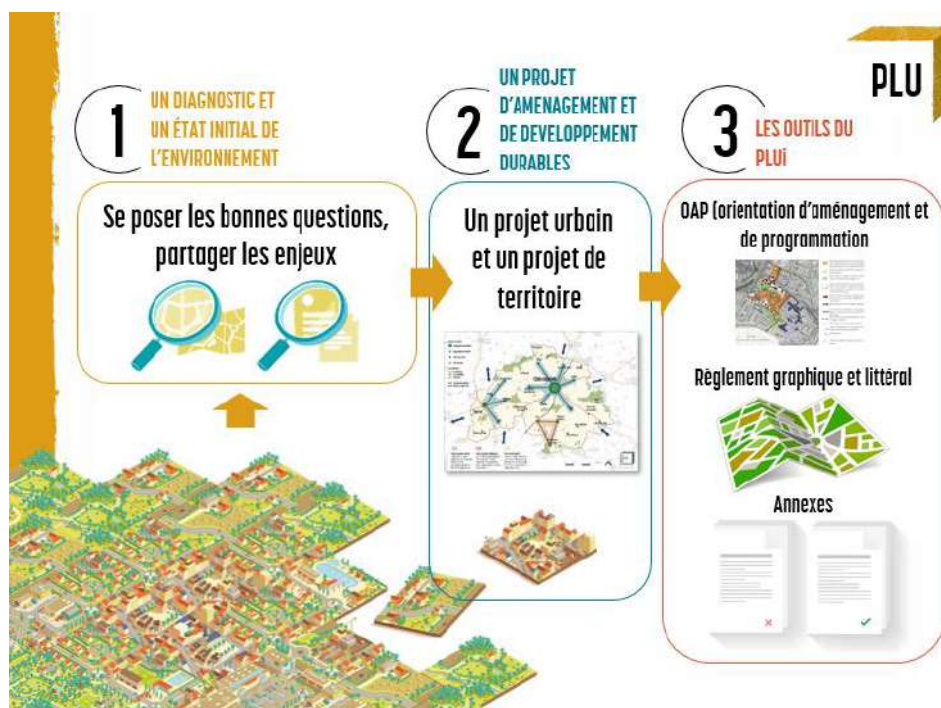 PLU
1
UN DIAGNOSTIC ET
UN ÉTAT INITIAL DE
L'ENVIRONNEMENT
Se poser les bonnes questions,
partager les enjeux
2
UN PROJET
D'AMENAGEMENT ET
DE DEVELOPPEMENT
DURABLES
Un projet urbain
et un projet de
territoire
3
LES OUTILS DU
PLUi
OAP (orientation d'aménagement et
de programmation
Règlement graphique et littéral
Annexes